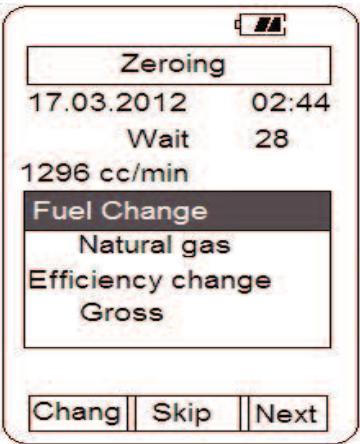 Zeroing
17.03.2012 02:44
Wait 28
1296 cc/min
Fuel Change
Natural gas
Efficiency change
Gross
Chang Skip Next